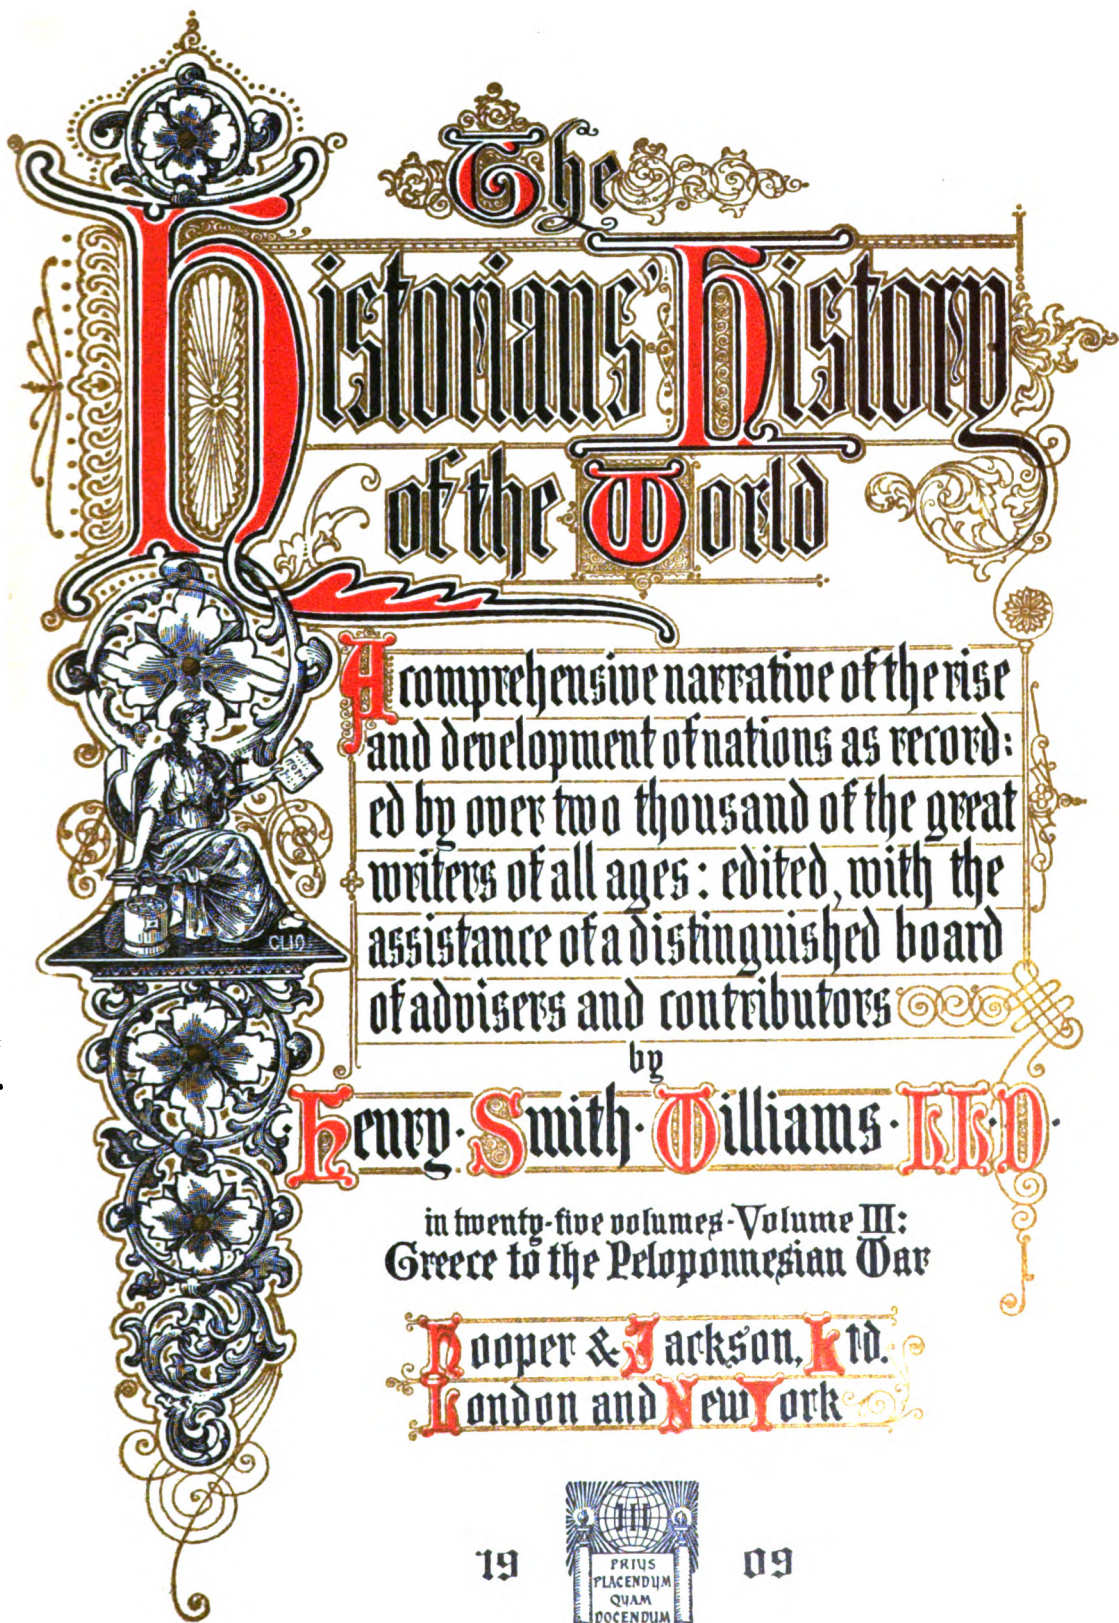 The
Historians' History
of the World
A comprehensive narrative of the rise
and development of nations as record:
ed by over two thousand of the great
writers of all ages: edited, with the
assistance of a distinguished board
of advisers and contributors
by
Henry · Smith · Williams · LL·D·
in twenty-five volumes - Volume III:
Greece to the Peloponnesian War
Hooper & Jackson, Ltd.
London and New York
CLIO
III
19 09
PRIUS
PLACENDUM
QUAM
DOCENDUM